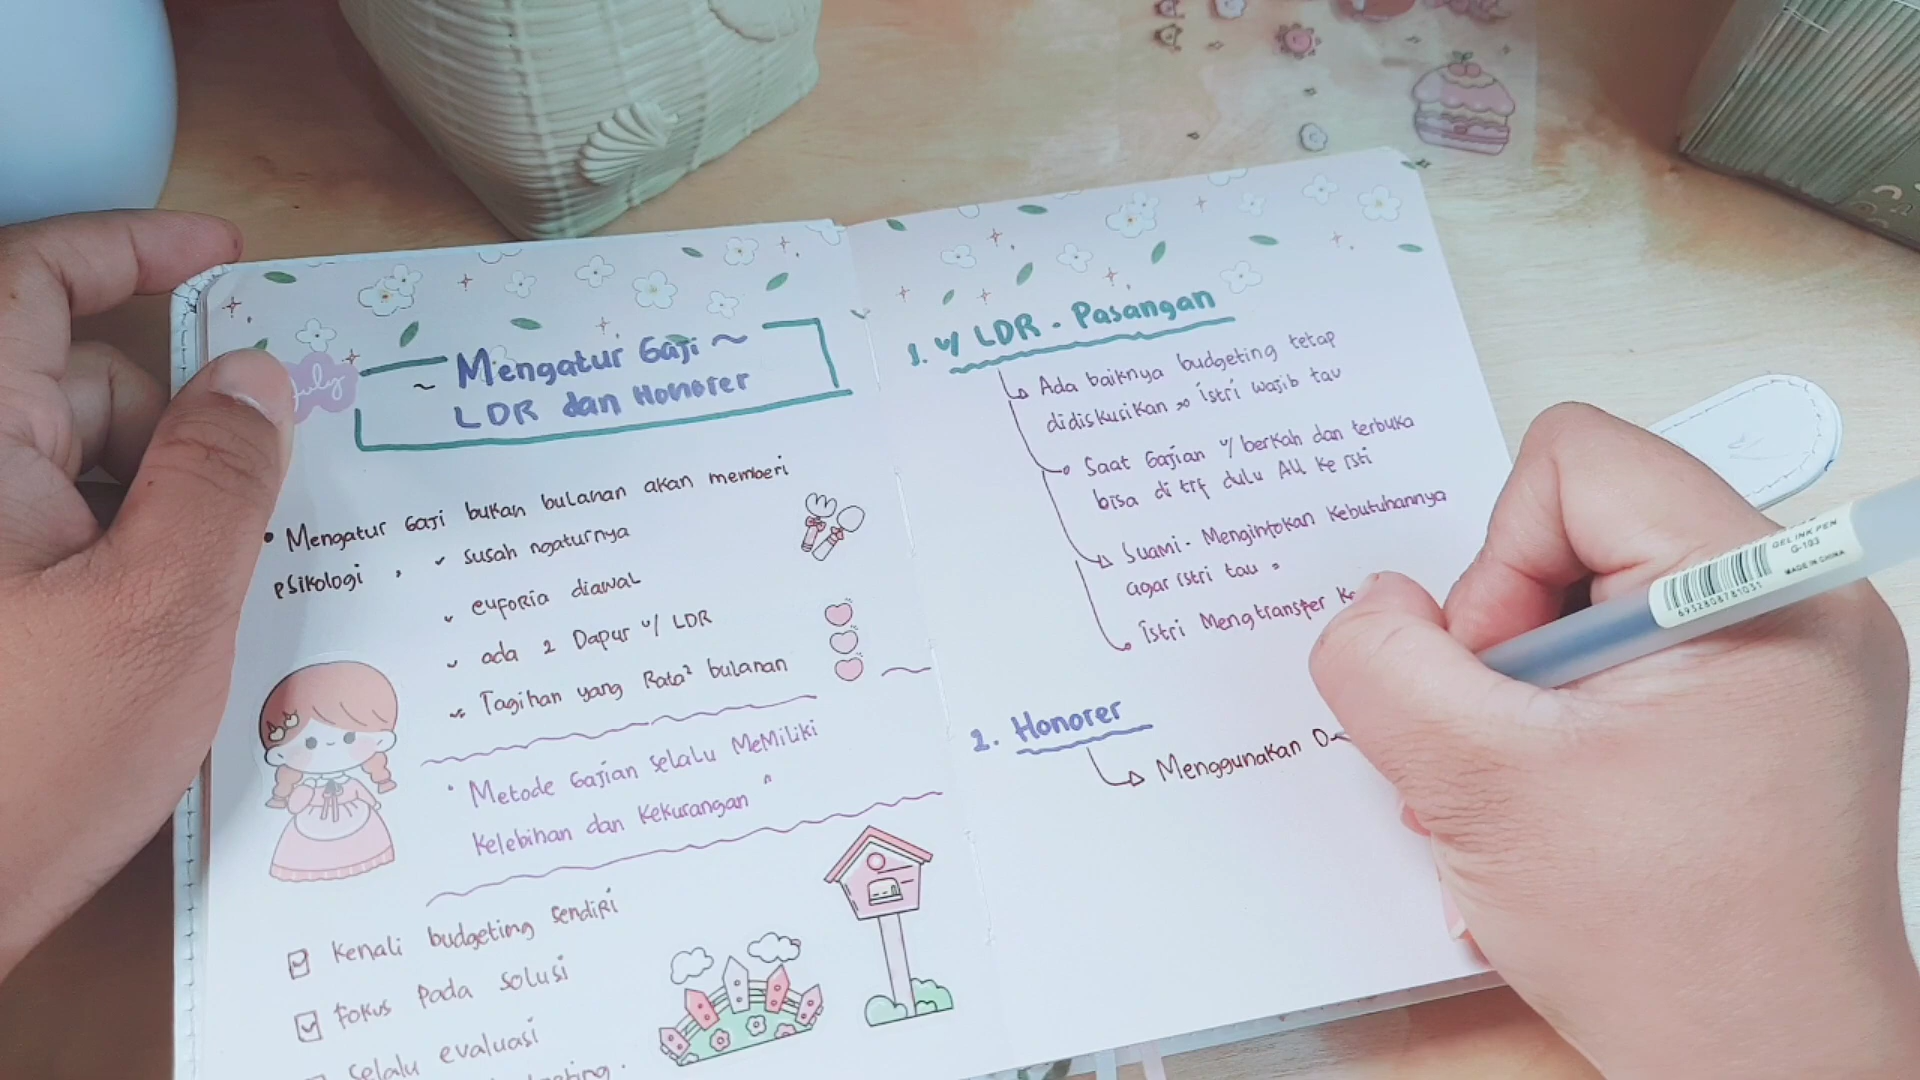 July
~ Mengatur Gaji ~
LDR dan Honorer
• Mengatur Gaji bukan bulanan akan memberi
psikologi , ✓ susah ngaturnya
✓ euforia diawal
✓ ada 2 Dapur u/ LDR
✓ Tagihan yang Rata² bulanan
" Metode Gajian selalu Memiliki
Kelebihan dan Kekurangan "
☑ Kenali budgeting sendiri
☑ Fokus pada solusi
Selalu evaluasi
1. u/ LDR - Pasangan
↳ Ada baiknya budgeting tetap
didiskusikan → istri wajib tau
Saat Gajian u/ berkah dan terbuka
bisa di trf dulu All ke isti
Suami - Menginfokan Kebutuhannya
agar istri tau
Istri Mengtransfer Ke
2. Honorer
Menggunakan D
GEL INK PEN
G-103
MADE IN CHINA
6932808781031